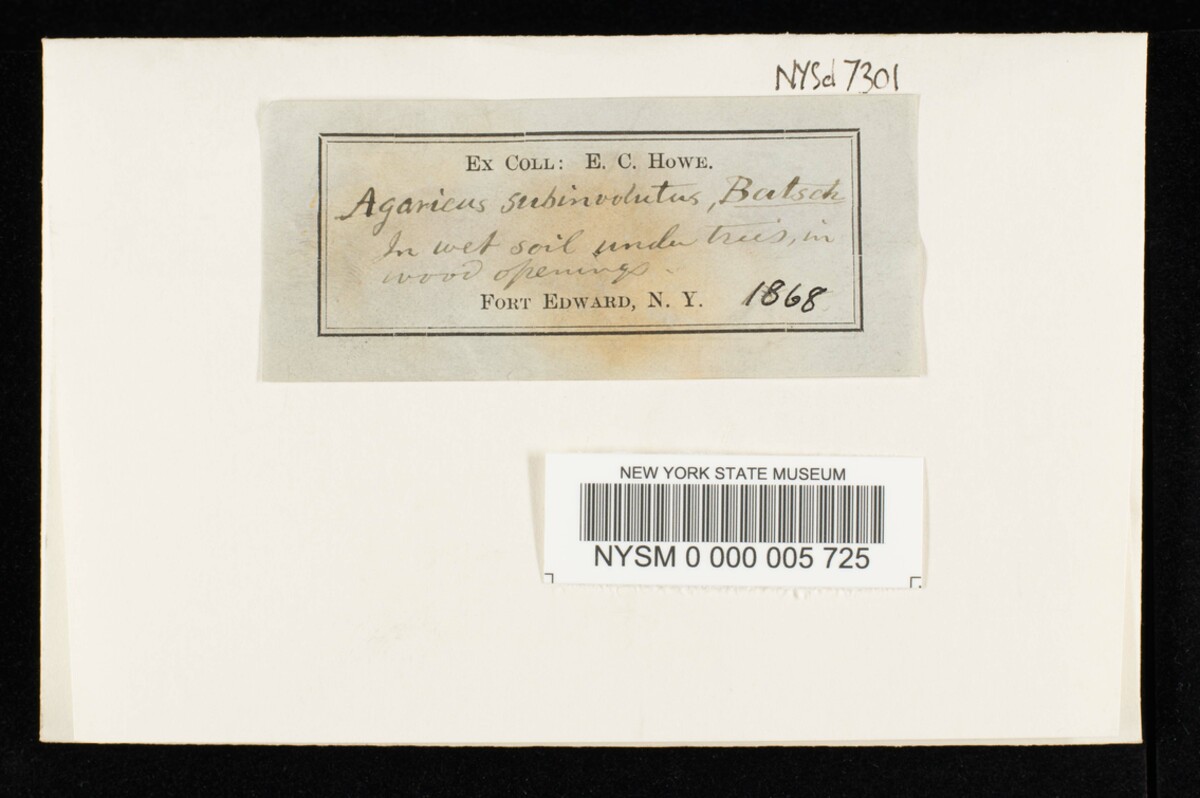 NYSd 7301
EX COLL: E. C. HOWE.
Agaricus subinvolutus, Batsch
In wet soil under trees, in
wood openings.
FORT EDWARD, N. Y. 1868
NEW YORK STATE MUSEUM
NYSM 0 000 005 725